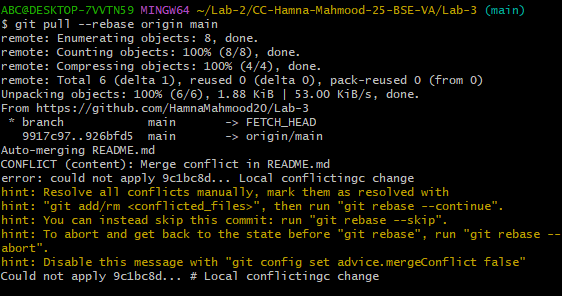 ABC@DESKTOP-7VVTN59 MINGW64 ~/Lab-2/CC-Hamna-Mahmood-25-BSE-VA/Lab-3 (main)
$ git pull --rebase origin main
remote: Enumerating objects: 8, done.
remote: Counting objects: 100% (8/8), done.
remote: Compressing objects: 100% (4/4), done.
remote: Total 6 (delta 1), reused 0 (delta 0), pack-reused 0 (from 0)
Unpacking objects: 100% (6/6), 1.88 KiB | 53.00 KiB/s, done.
From https://github.com/HamnaMahmood20/Lab-3
 * branch            main       -> FETCH_HEAD
   9917c97..926bfd5  main       -> origin/main
Auto-merging README.md
CONFLICT (content): Merge conflict in README.md
error: could not apply 9c1bc8d... Local conflictingc change
hint: Resolve all conflicts manually, mark them as resolved with
hint: "git add/rm <conflicted_files>", then run "git rebase --continue".
hint: You can instead skip this commit: run "git rebase --skip".
hint: To abort and get back to the state before "git rebase", run "git rebase --
abort".
hint: Disable this message with "git config set advice.mergeConflict false"
Could not apply 9c1bc8d... # Local conflictingc change